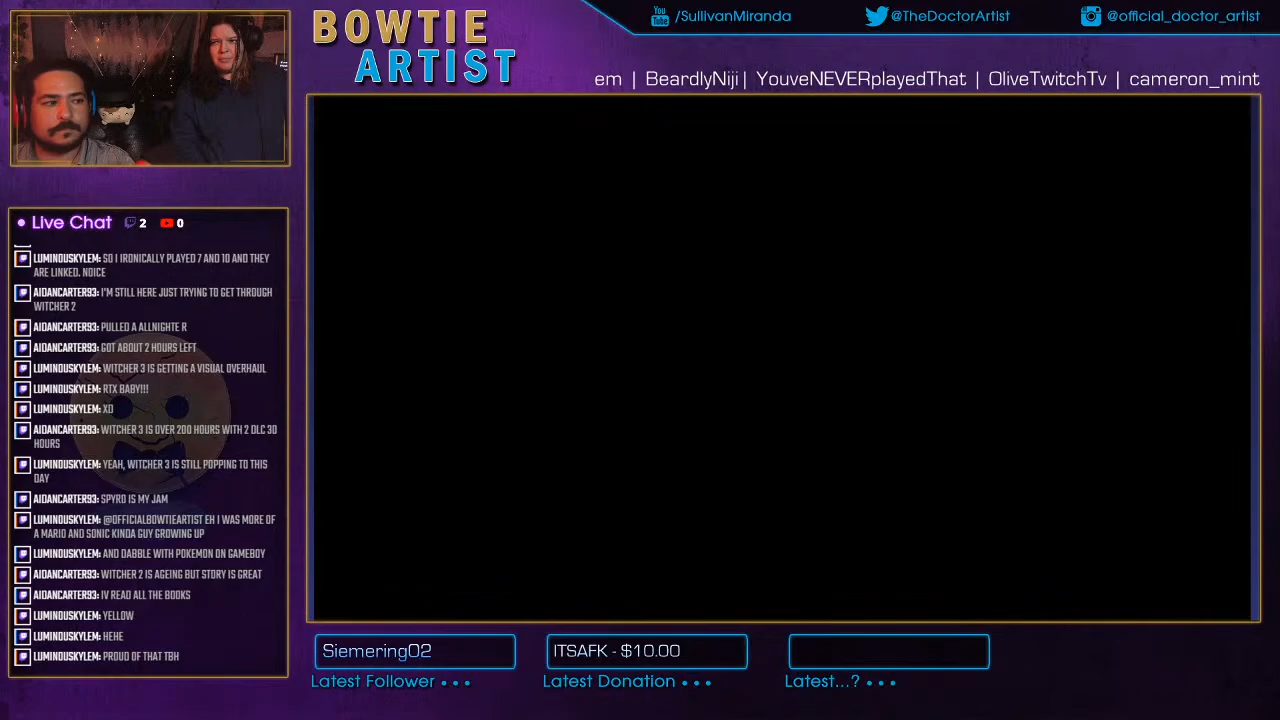 BOWTIE
ARTIST
You Tube /SullivanMiranda
@TheDoctorArtist
@official_doctor_artist
em | BeardlyNiji | YouveNEVERplayedThat | OliveTwitchTv | cameron_mint
Live Chat 2 0
LUMINOUSKYLEM: SO I IRONICALLY PLAYED 7 AND 10 AND THEY
ARE LINKED. NOICE
AIDANCARTER93: I'M STILL HERE JUST TRYING TO GET THROUGH
WITCHER 2
AIDANCARTER93: PULLED A ALLNIGHTE R
AIDANCARTER93: GOT ABOUT 2 HOURS LEFT
LUMINOUSKYLEM: WITCHER 3 IS GETTING A VISUAL OVERHAUL
LUMINOUSKYLEM: RTX BABY!!!
LUMINOUSKYLEM: XD
AIDANCARTER93: WITCHER 3 IS OVER 200 HOURS WITH 2 DLC 30
HOURS
LUMINOUSKYLEM: YEAH, WITCHER 3 IS STILL POPPING TO THIS
DAY
AIDANCARTER93: SPYRO IS MY JAM
LUMINOUSKYLEM: @OFFICIALBOWTIEARTIST EH I WAS MORE OF
A MARIO AND SONIC KINDA GUY GROWING UP
LUMINOUSKYLEM: AND DABBLE WITH POKEMON ON GAMEBOY
AIDANCARTER93: WITCHER 2 IS AGEING BUT STORY IS GREAT
AIDANCARTER93: IV READ ALL THE BOOKS
LUMINOUSKYLEM: YELLOW
LUMINOUSKYLEM: HEHE
LUMINOUSKYLEM: PROUD OF THAT TBH
Siemering02
Latest Follower
ITSAFK - $10.00
Latest Donation
Latest...?